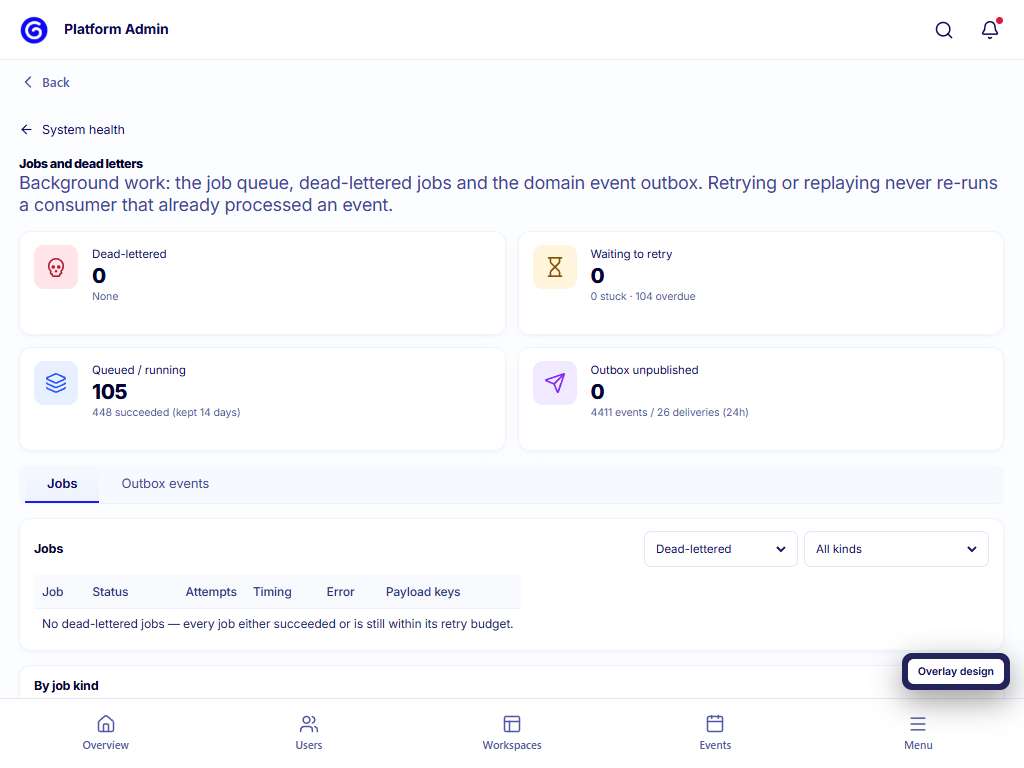 Platform Admin
Back
System health
Jobs and dead letters
Background work: the job queue, dead-lettered jobs and the domain event outbox. Retrying or replaying never re-runs
a consumer that already processed an event.
Dead-lettered
0
None
Waiting to retry
0
0 stuck · 104 overdue
Queued / running
105
448 succeeded (kept 14 days)
Outbox unpublished
0
4411 events / 26 deliveries (24h)
Jobs Outbox events
Jobs Dead-lettered All kinds
Job Status Attempts Timing Error Payload keys
No dead-lettered jobs — every job either succeeded or is still within its retry budget.
Overlay design
By job kind
Overview Users Workspaces Events Menu